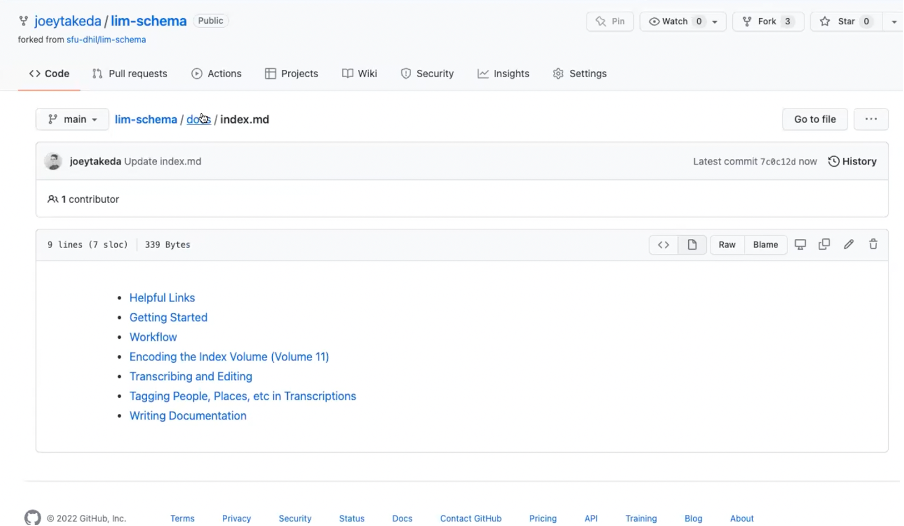 joeytakeda / lim-schema Public Pin Watch 0 Fork 3 Star 0
forked from sfu-dhil/lim-schema
Code Pull requests Actions Projects Wiki Security Insights Settings
main lim-schema / docs / index.md Go to file ...
joeytakeda Update index.md Latest commit 7c0c12d now History
1 contributor
9 lines (7 sloc) 339 Bytes <> Raw Blame
• Helpful Links
• Getting Started
• Workflow
• Encoding the Index Volume (Volume 11)
• Transcribing and Editing
• Tagging People, Places, etc in Transcriptions
• Writing Documentation
© 2022 GitHub, Inc. Terms Privacy Security Status Docs Contact GitHub Pricing API Training Blog About